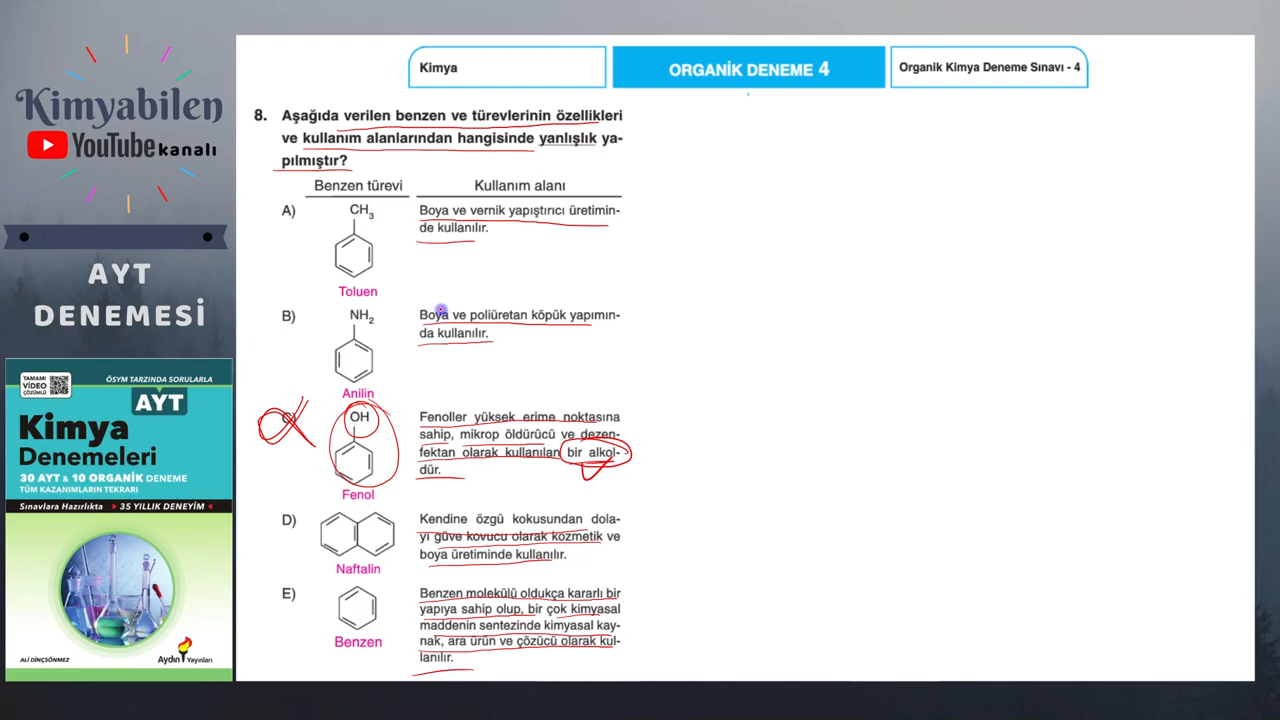 Kimyabilen
YouTube
kanalı
AYT
DENEMESİ
TAMAMI
VİDEO
ÇÖZÜMLÜ
ÖSYM TARZINDA SORULARLA
AYT
Kimya
Denemeleri
30 AYT & 10 ORGANİK DENEME
TÜM KAZANIMLARIN TEKRARI
Sınavlara Hazırlıkta 35 YILLIK DENEYİM
ALİ DİNÇSÖNMEZ
Aydın Yayınları
Kimya
ORGANİK DENEME 4
Organik Kimya Deneme Sınavı - 4
8. Aşağıda verilen benzen ve türevlerinin özellikleri
ve kullanım alanlarından hangisinde yanlışlık ya-
pılmıştır?
Benzen türevi Kullanım alanı
A) CH3 Boya ve vernik yapıştırıcı üretimin-
de kullanılır.
Toluen
B) NH2 Boya ve poliüretan köpük yapımın-
da kullanılır.
Anilin
C) OH Fenoller yüksek erime noktasına
sahip, mikrop öldürücü ve dezen-
fektan olarak kullanılan bir alkol-
dür.
Fenol
D) Kendine özgü kokusundan dola-
yı güve kovucu olarak kozmetik ve
boya üretiminde kullanılır.
Naftalin
E) Benzen molekülü oldukça kararlı bir
yapıya sahip olup, bir çok kimyasal
maddenin sentezinde kimyasal kay-
nak, ara ürün ve çözücü olarak kul-
lanılır.
Benzen